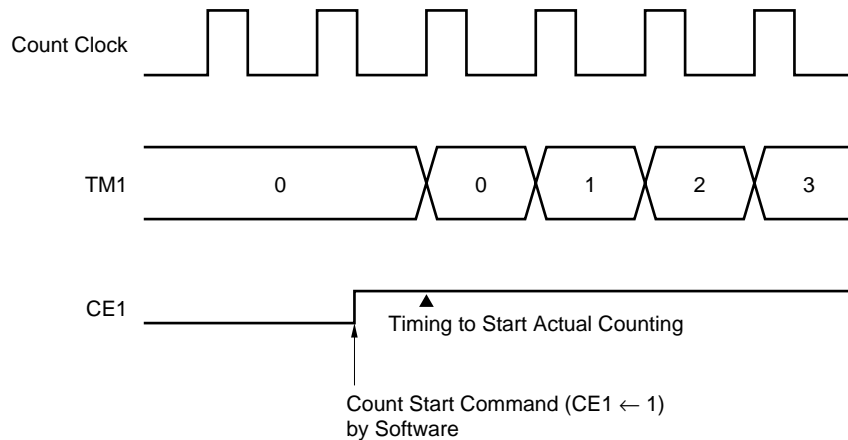 Count Clock
TM1
0
0
1
2
3
CE1
Timing to Start Actual Counting
Count Start Command (CE1 ← 1)
by Software